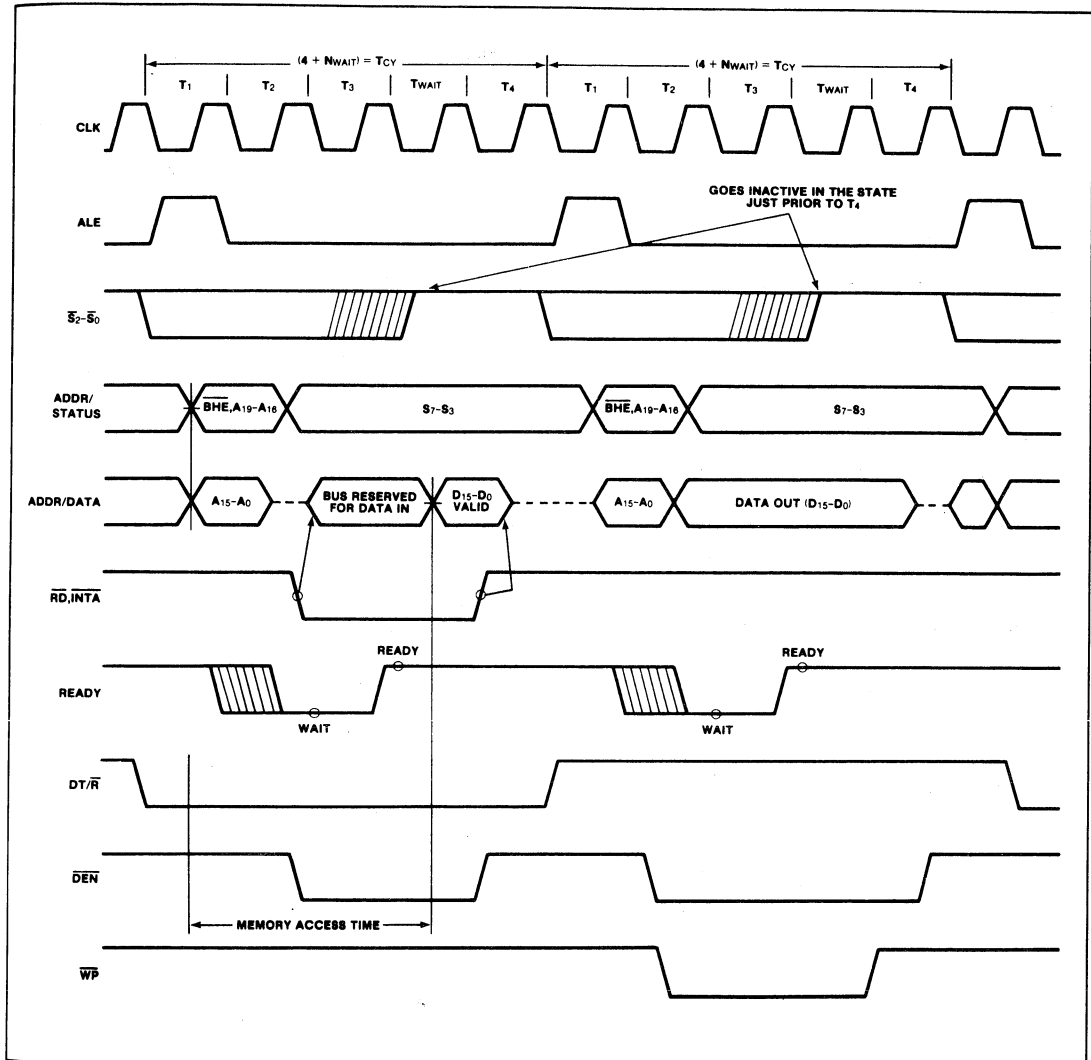 (4 + NWAIT) = TCY (4 + NWAIT) = TCY
T1 T2 T3 TWAIT T4 T1 T2 T3 TWAIT T4
CLK
GOES INACTIVE IN THE STATE
JUST PRIOR TO T4
ALE
S̅2-S̅0
ADDR/
STATUS
B̅H̅E̅,A19-A16 S7-S3 B̅H̅E̅,A19-A16 S7-S3
ADDR/DATA
A15-A0
BUS RESERVED
FOR DATA IN
D15-D0
VALID
A15-A0
DATA OUT (D15-D0)
R̅D̅,I̅N̅T̅A̅
READY READY
READY
WAIT WAIT
DT/R̅
D̅E̅N̅
MEMORY ACCESS TIME
W̅P̅